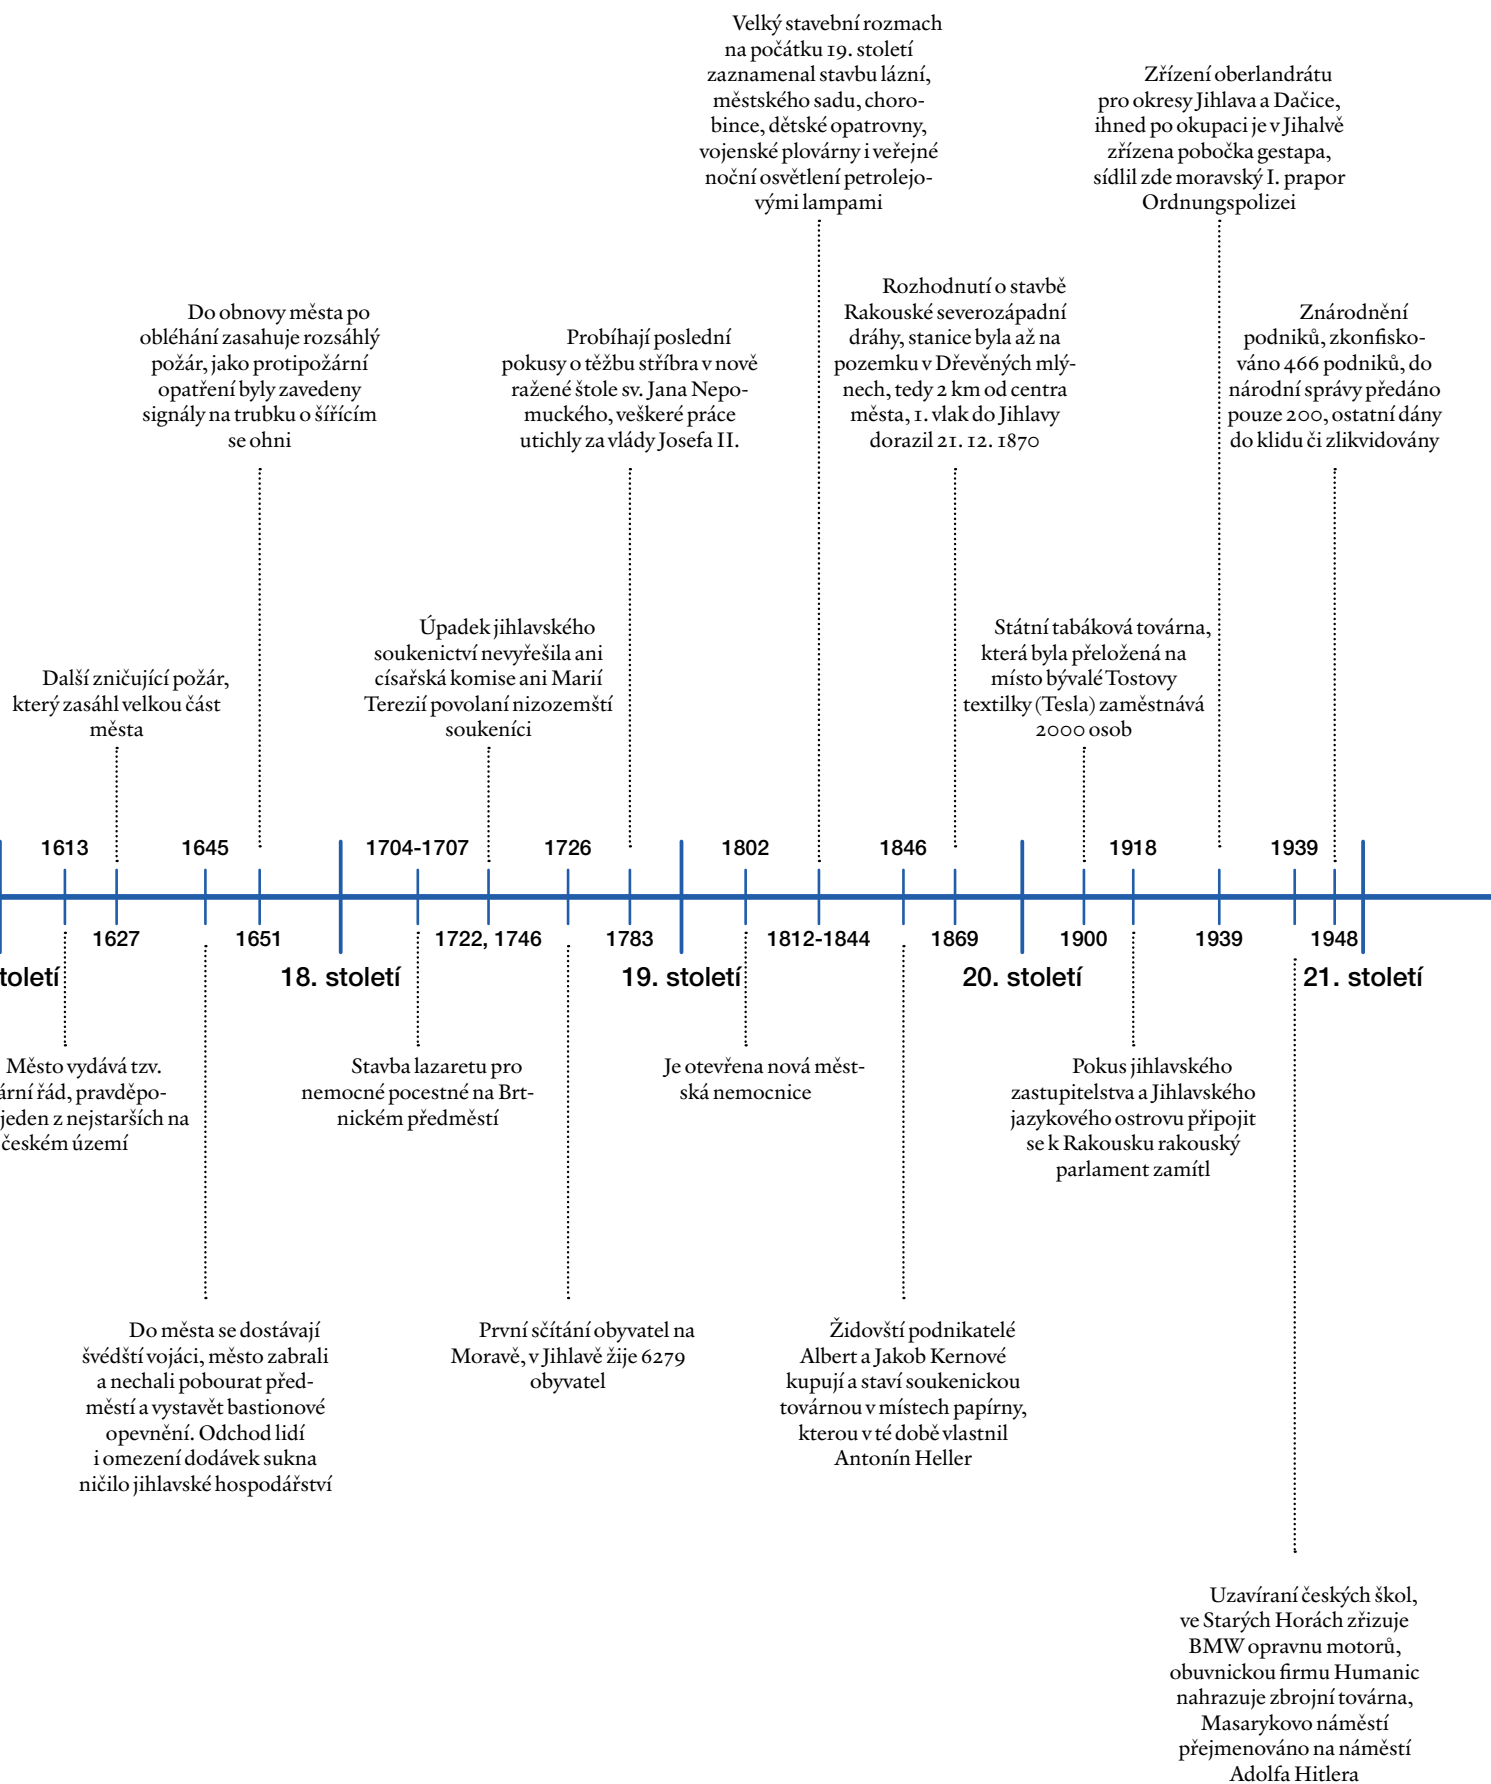 Velký stavební rozmach
na počátku 19. století
zaznamenal stavbu lázní,
městského sadu, choro-
bince, dětské opatrovny,
vojenské plovárny i veřejné
noční osvětlení petrolejo-
vými lampami
Zřízení oberlandrátu
pro okresy Jihlava a Dačice,
ihned po okupaci je v Jihalvě
zřízena pobočka gestapa,
sídlil zde moravský I. prapor
Ordnungspolizei
Do obnovy města po
obléhání zasahuje rozsáhlý
požár, jako protipožární
opatření byly zavedeny
signály na trubku o šířícím
se ohni
Probíhají poslední
pokusy o těžbu stříbra v nově
ražené štole sv. Jana Nepo-
muckého, veškeré práce
utichly za vlády Josefa II.
Rozhodnutí o stavbě
Rakouské severozápadní
dráhy, stanice byla až na
pozemku v Dřevěných mlý-
nech, tedy 2 km od centra
města, 1. vlak do Jihlavy
dorazil 21. 12. 1870
Znárodnění
podniků, zkonfisko-
váno 466 podniků, do
národní správy předáno
pouze 200, ostatní dány
do klidu či zlikvidovány
Další zničující požár,
který zasáhl velkou část
města
Úpadek jihlavského
soukenictví nevyřešila ani
císařská komise ani Marií
Terezií povolaní nizozemští
soukeníci
Státní tabáková továrna,
která byla přeložená na
místo bývalé Tostovy
textilky (Tesla) zaměstnává
2000 osob
1613 1645 1704-1707 1726 1802 1846 1918 1939
1627 1651 1722, 1746 1783 1812-1844 1869 1900 1939 1948
toletí 18. století 19. století 20. století 21. století
Město vydává tzv.
ární řád, pravděpo-
jeden z nejstarších na
českém území
Stavba lazaretu pro
nemocné pocestné na Brt-
nickém předměstí
Je otevřena nová měst-
ská nemocnice
Pokus jihlavského
zastupitelstva a Jihlavského
jazykového ostrovu připojit
se k Rakousku rakouský
parlament zamítl
Do města se dostávají
švédští vojáci, město zabrali
a nechali pobourat před-
městí a vystavět bastionové
opevnění. Odchod lidí
i omezení dodávek sukna
ničilo jihlavské hospodářství
První sčítání obyvatel na
Moravě, v Jihlavě žije 6279
obyvatel
Židovští podnikatelé
Albert a Jakob Kernové
kupují a staví soukenickou
továrnou v místech papírny,
kterou v té době vlastnil
Antonín Heller
Uzavíraní českých škol,
ve Starých Horách zřizuje
BMW opravnu motorů,
obuvnickou firmu Humanic
nahrazuje zbrojní továrna,
Masarykovo náměstí
přejmenováno na náměstí
Adolfa Hitlera